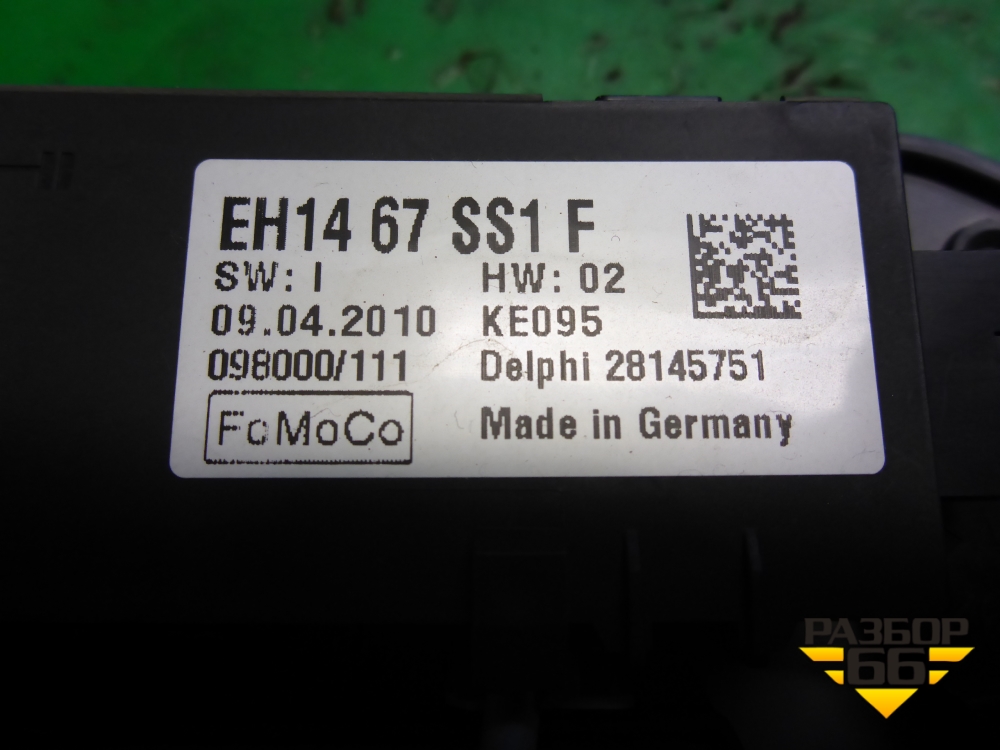 EH14 67 SS1 F
SW: I HW: 02
09.04.2010 KE095
098000/111 Delphi 28145751
FoMoCo Made in Germany
РАЗБОР
66